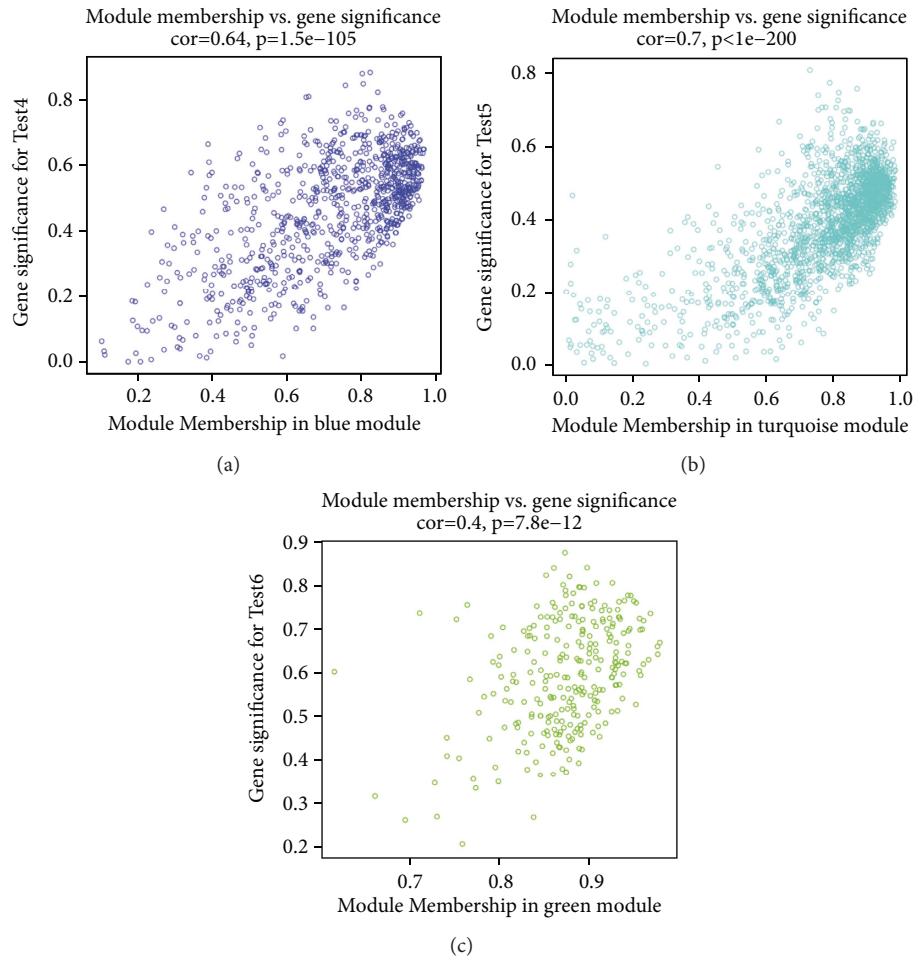 Module membership vs. gene significance
cor=0.64, p=1.5e−105
Gene significance for Test4
0.8
0.6
0.4
0.2
0.0
0.2 0.4 0.6 0.8 1.0
Module Membership in blue module
(a)
Module membership vs. gene significance
cor=0.7, p<1e−200
Gene significance for Test5
0.8
0.6
0.4
0.2
0.0
0.0 0.2 0.4 0.6 0.8 1.0
Module Membership in turquoise module
(b)
Module membership vs. gene significance
cor=0.4, p=7.8e−12
Gene significance for Test6
0.9
0.8
0.7
0.6
0.5
0.4
0.3
0.2
0.7 0.8 0.9
Module Membership in green module
(c)